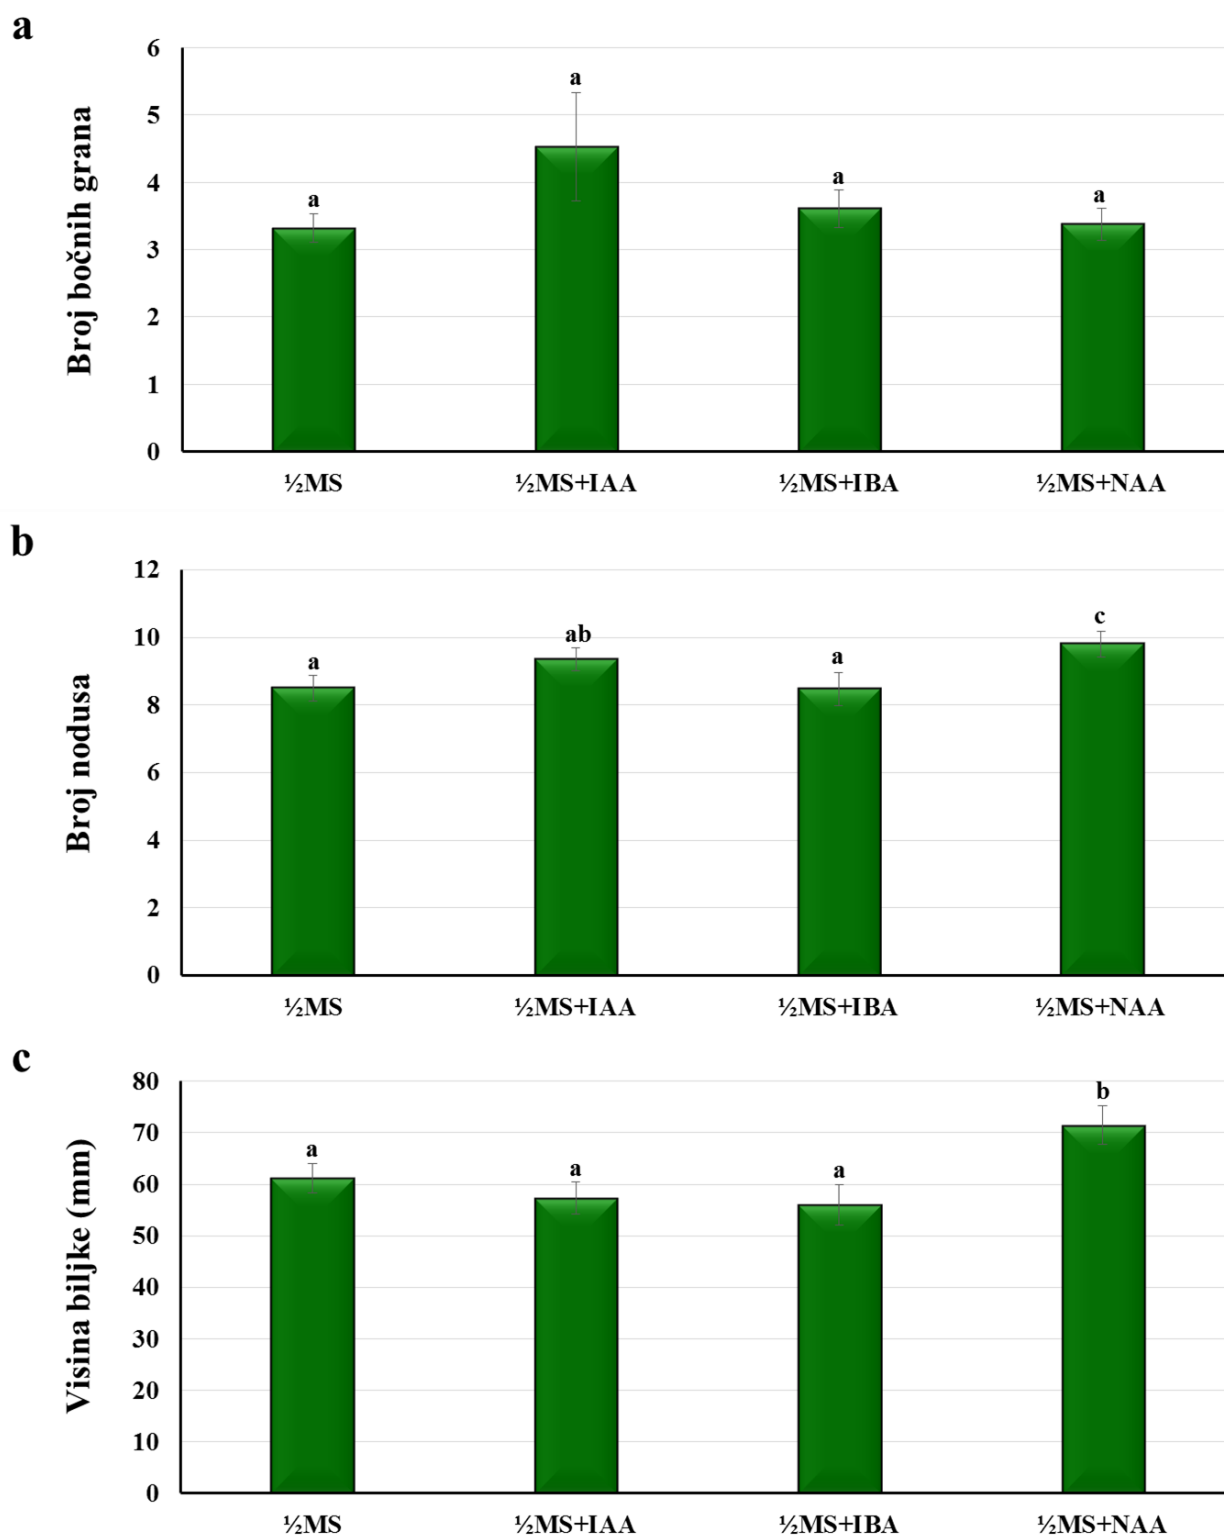 a
Broj bočnih grana
6
5
4
3
2
1
0
a
a
a
a
½MS
½MS+IAA
½MS+IBA
½MS+NAA
b
Broj nodusa
12
10
8
6
4
2
0
a
ab
a
c
½MS
½MS+IAA
½MS+IBA
½MS+NAA
c
Visina biljke (mm)
80
70
60
50
40
30
20
10
0
a
a
a
b
½MS
½MS+IAA
½MS+IBA
½MS+NAA